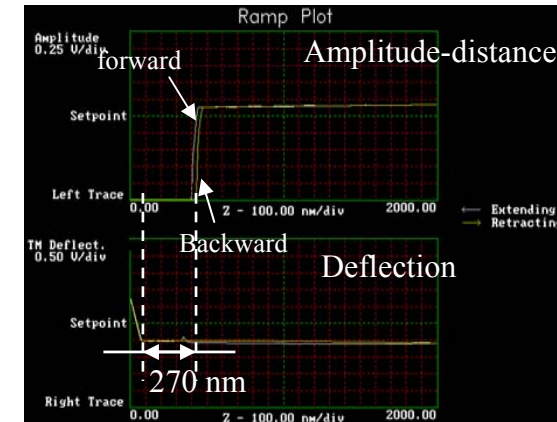 Ramp Plot
Amplitude
0.25 V/div
forward
Amplitude-distance
Setpoint
Left Trace
0.00
Z - 100.00 nm/div
2000.00
Extending
Retracting
Backward
TM Deflect.
0.50 V/div
Deflection
Setpoint
270 nm
Right Trace
0.00
Z - 100.00 nm/div
2000.00